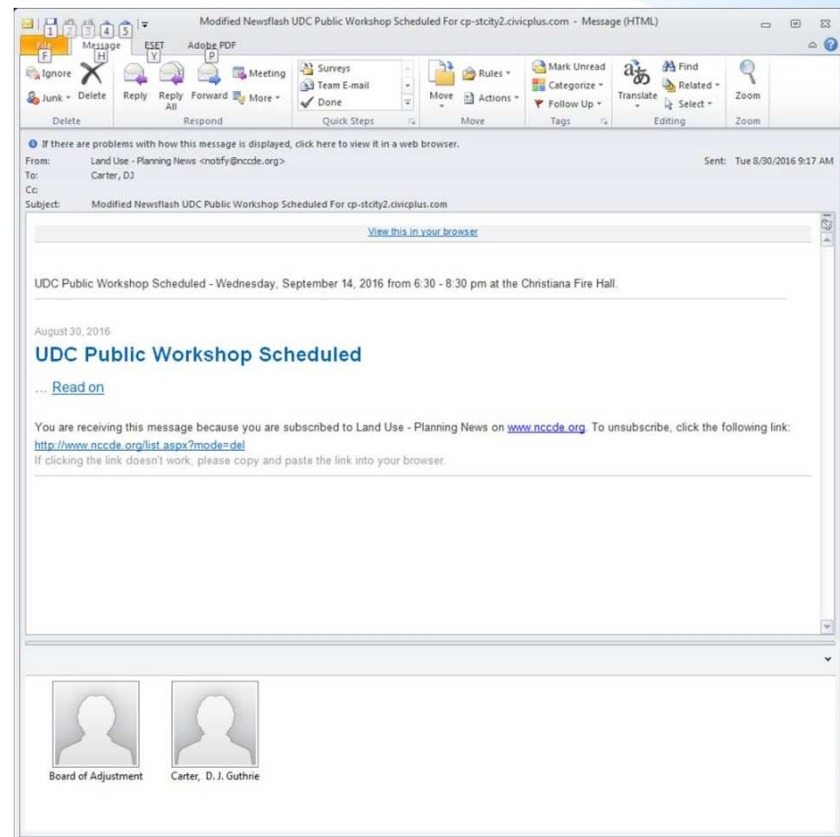 Modified Newsflash UDC Public Workshop Scheduled For cp-stcity2.civicplus.com - Message (HTML)
1 2 3 4 5
File Message ESET Adobe PDF
F H Y P
Ignore
Junk
Delete
Reply
Reply All
Forward
Meeting
More
Surveys
Team E-mail
Done
Move
Rules
Actions
Mark Unread
Categorize
Follow Up
Translate
Find
Related
Select
Zoom
Delete Respond Quick Steps Move Tags Editing Zoom
If there are problems with how this message is displayed, click here to view it in a web browser.
From: Land Use - Planning News <notify@nccde.org> Sent: Tue 8/30/2016 9:17 AM
To: Carter, DJ
Cc:
Subject: Modified Newsflash UDC Public Workshop Scheduled For cp-stcity2.civicplus.com
View this in your browser
UDC Public Workshop Scheduled - Wednesday, September 14, 2016 from 6:30 - 8:30 pm at the Christiana Fire Hall.
August 30, 2016
UDC Public Workshop Scheduled
... Read on
You are receiving this message because you are subscribed to Land Use - Planning News on www.nccde.org. To unsubscribe, click the following link:
http://www.nccde.org/list.aspx?mode=del
If clicking the link doesn't work, please copy and paste the link into your browser.
Board of Adjustment Carter, D. J. Guthrie